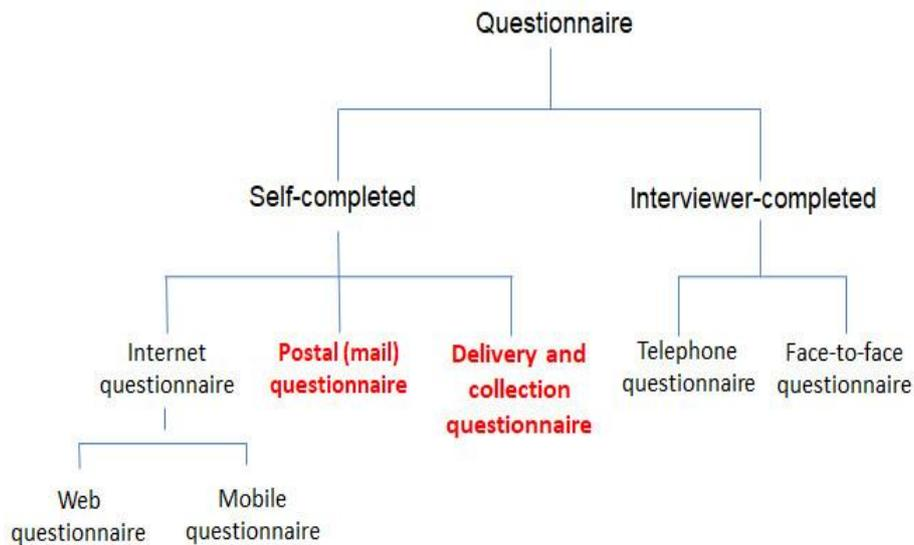 Questionnaire
Self-completed
Interviewer-completed
Internet
questionnaire
Postal (mail)
questionnaire
Delivery and
collection
questionnaire
Telephone
questionnaire
Face-to-face
questionnaire
Web
questionnaire
Mobile
questionnaire